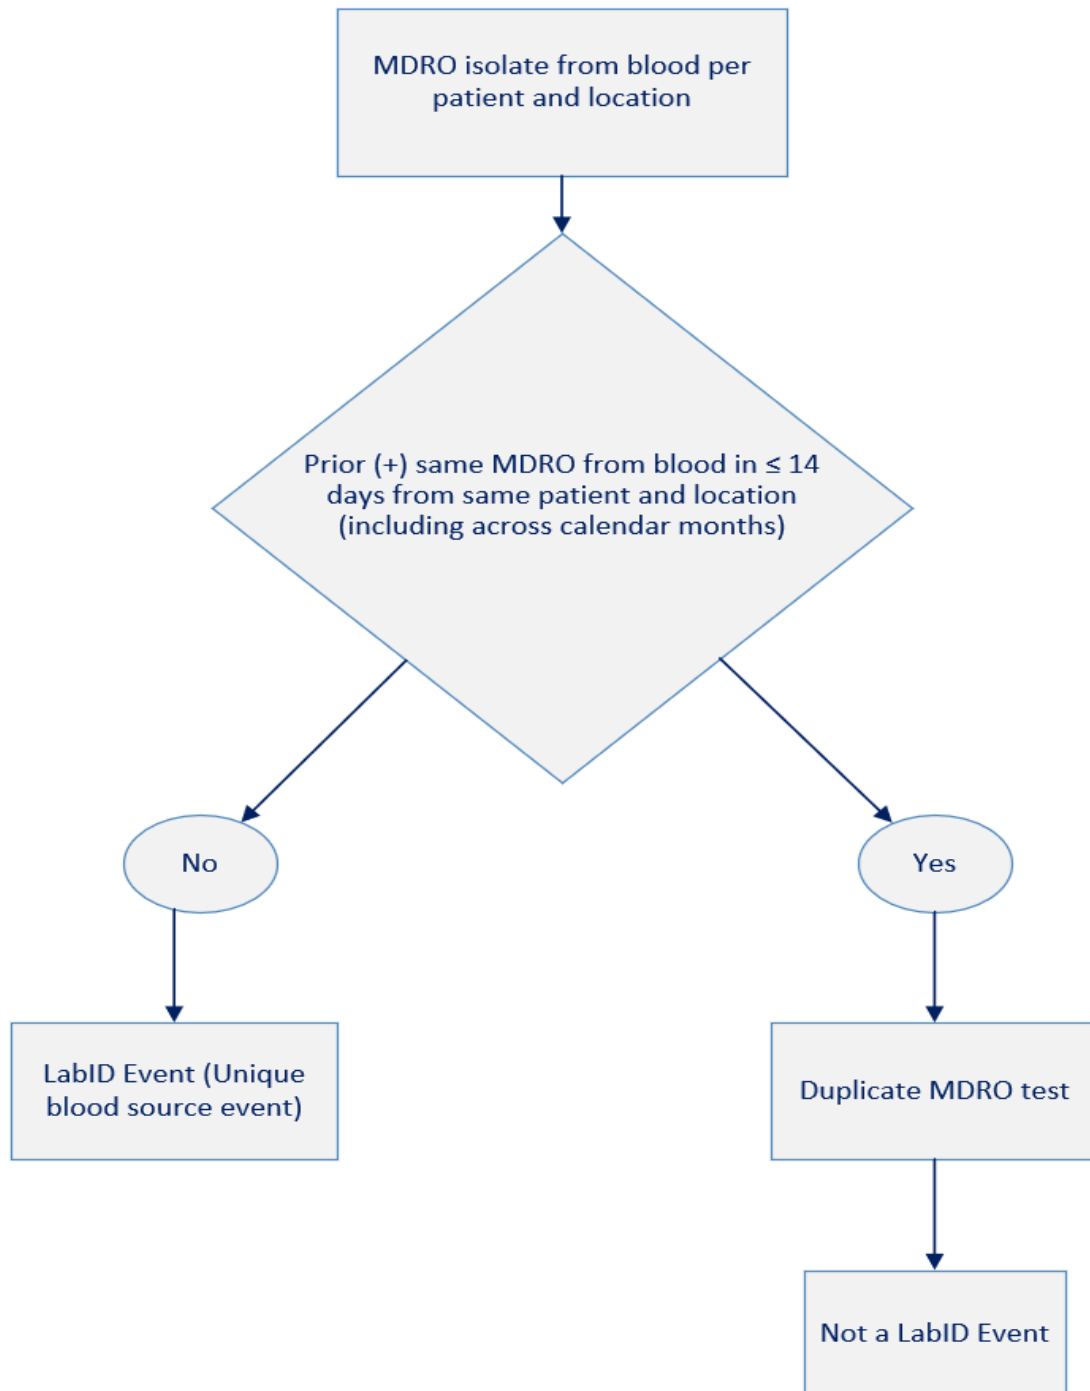 MDRO isolate from blood per
patient and location
Prior (+) same MDRO from blood in ≤ 14
days from same patient and location
(including across calendar months)
No
Yes
LabID Event (Unique
blood source event)
Duplicate MDRO test
Not a LabID Event